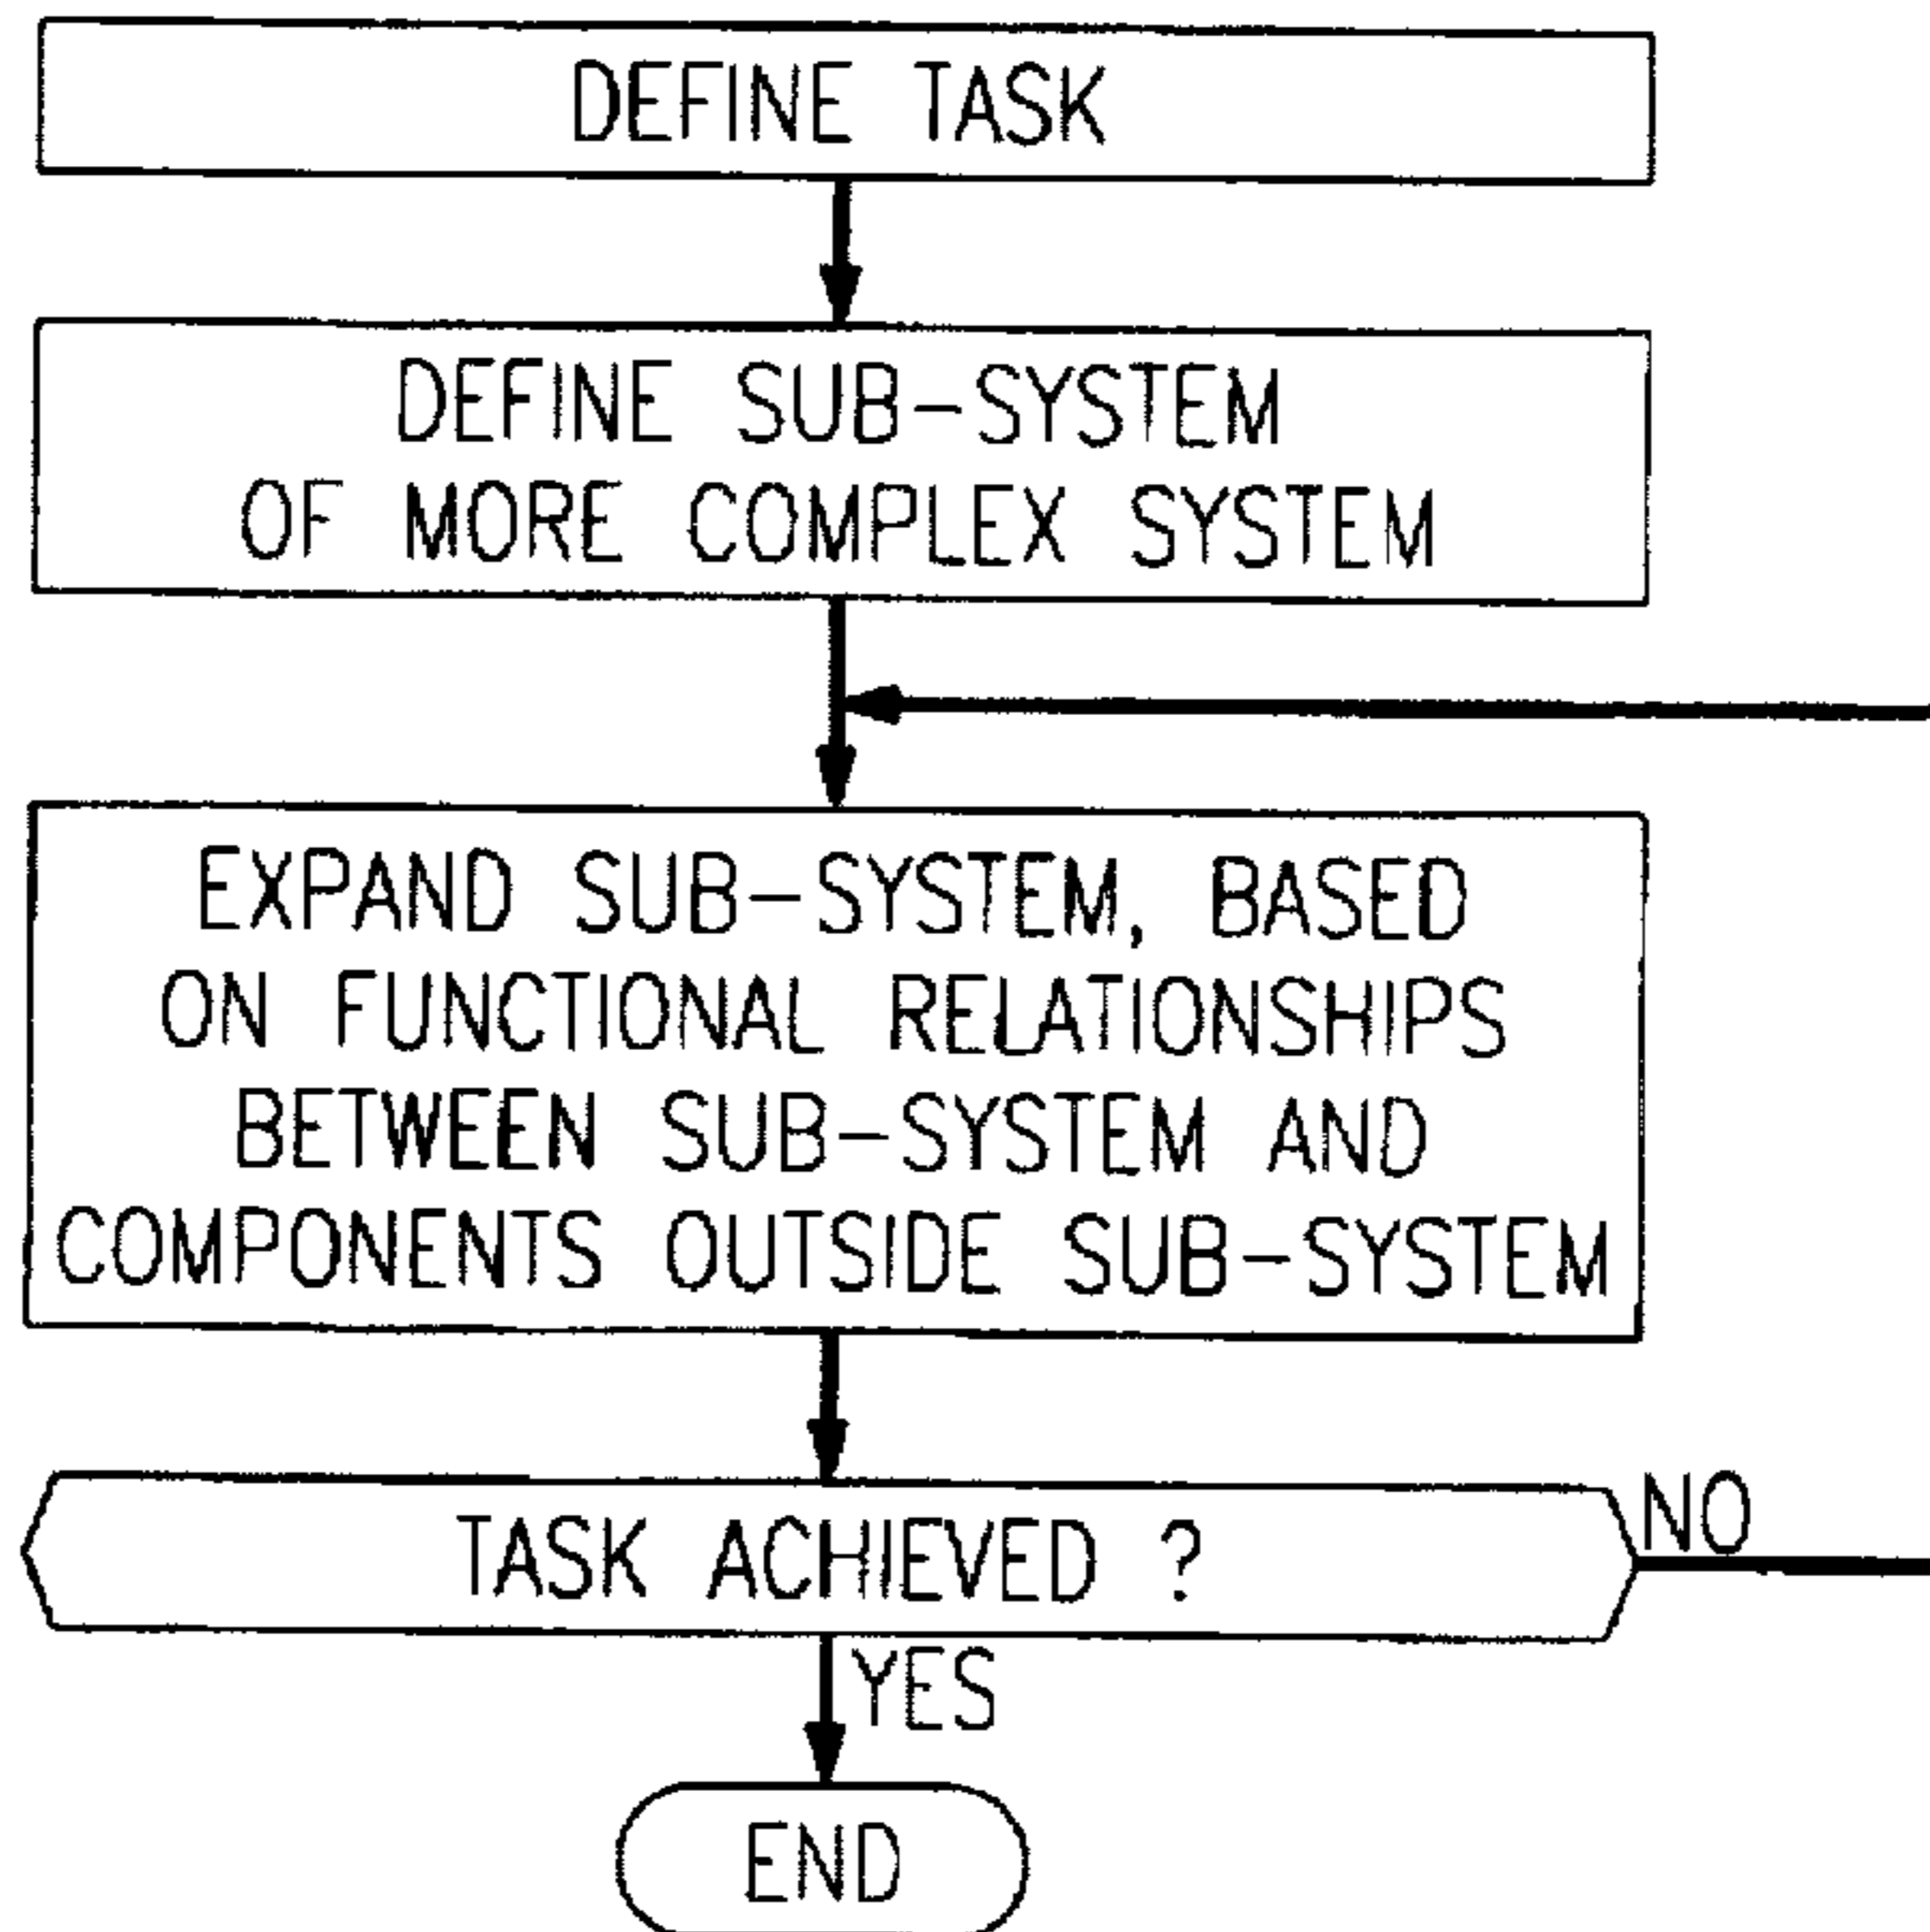 DEFINE TASK
DEFINE SUB-SYSTEM
OF MORE COMPLEX SYSTEM
EXPAND SUB-SYSTEM, BASED
ON FUNCTIONAL RELATIONSHIPS
BETWEEN SUB-SYSTEM AND
COMPONENTS OUTSIDE SUB-SYSTEM
TASK ACHIEVED ?
NO
YES
END